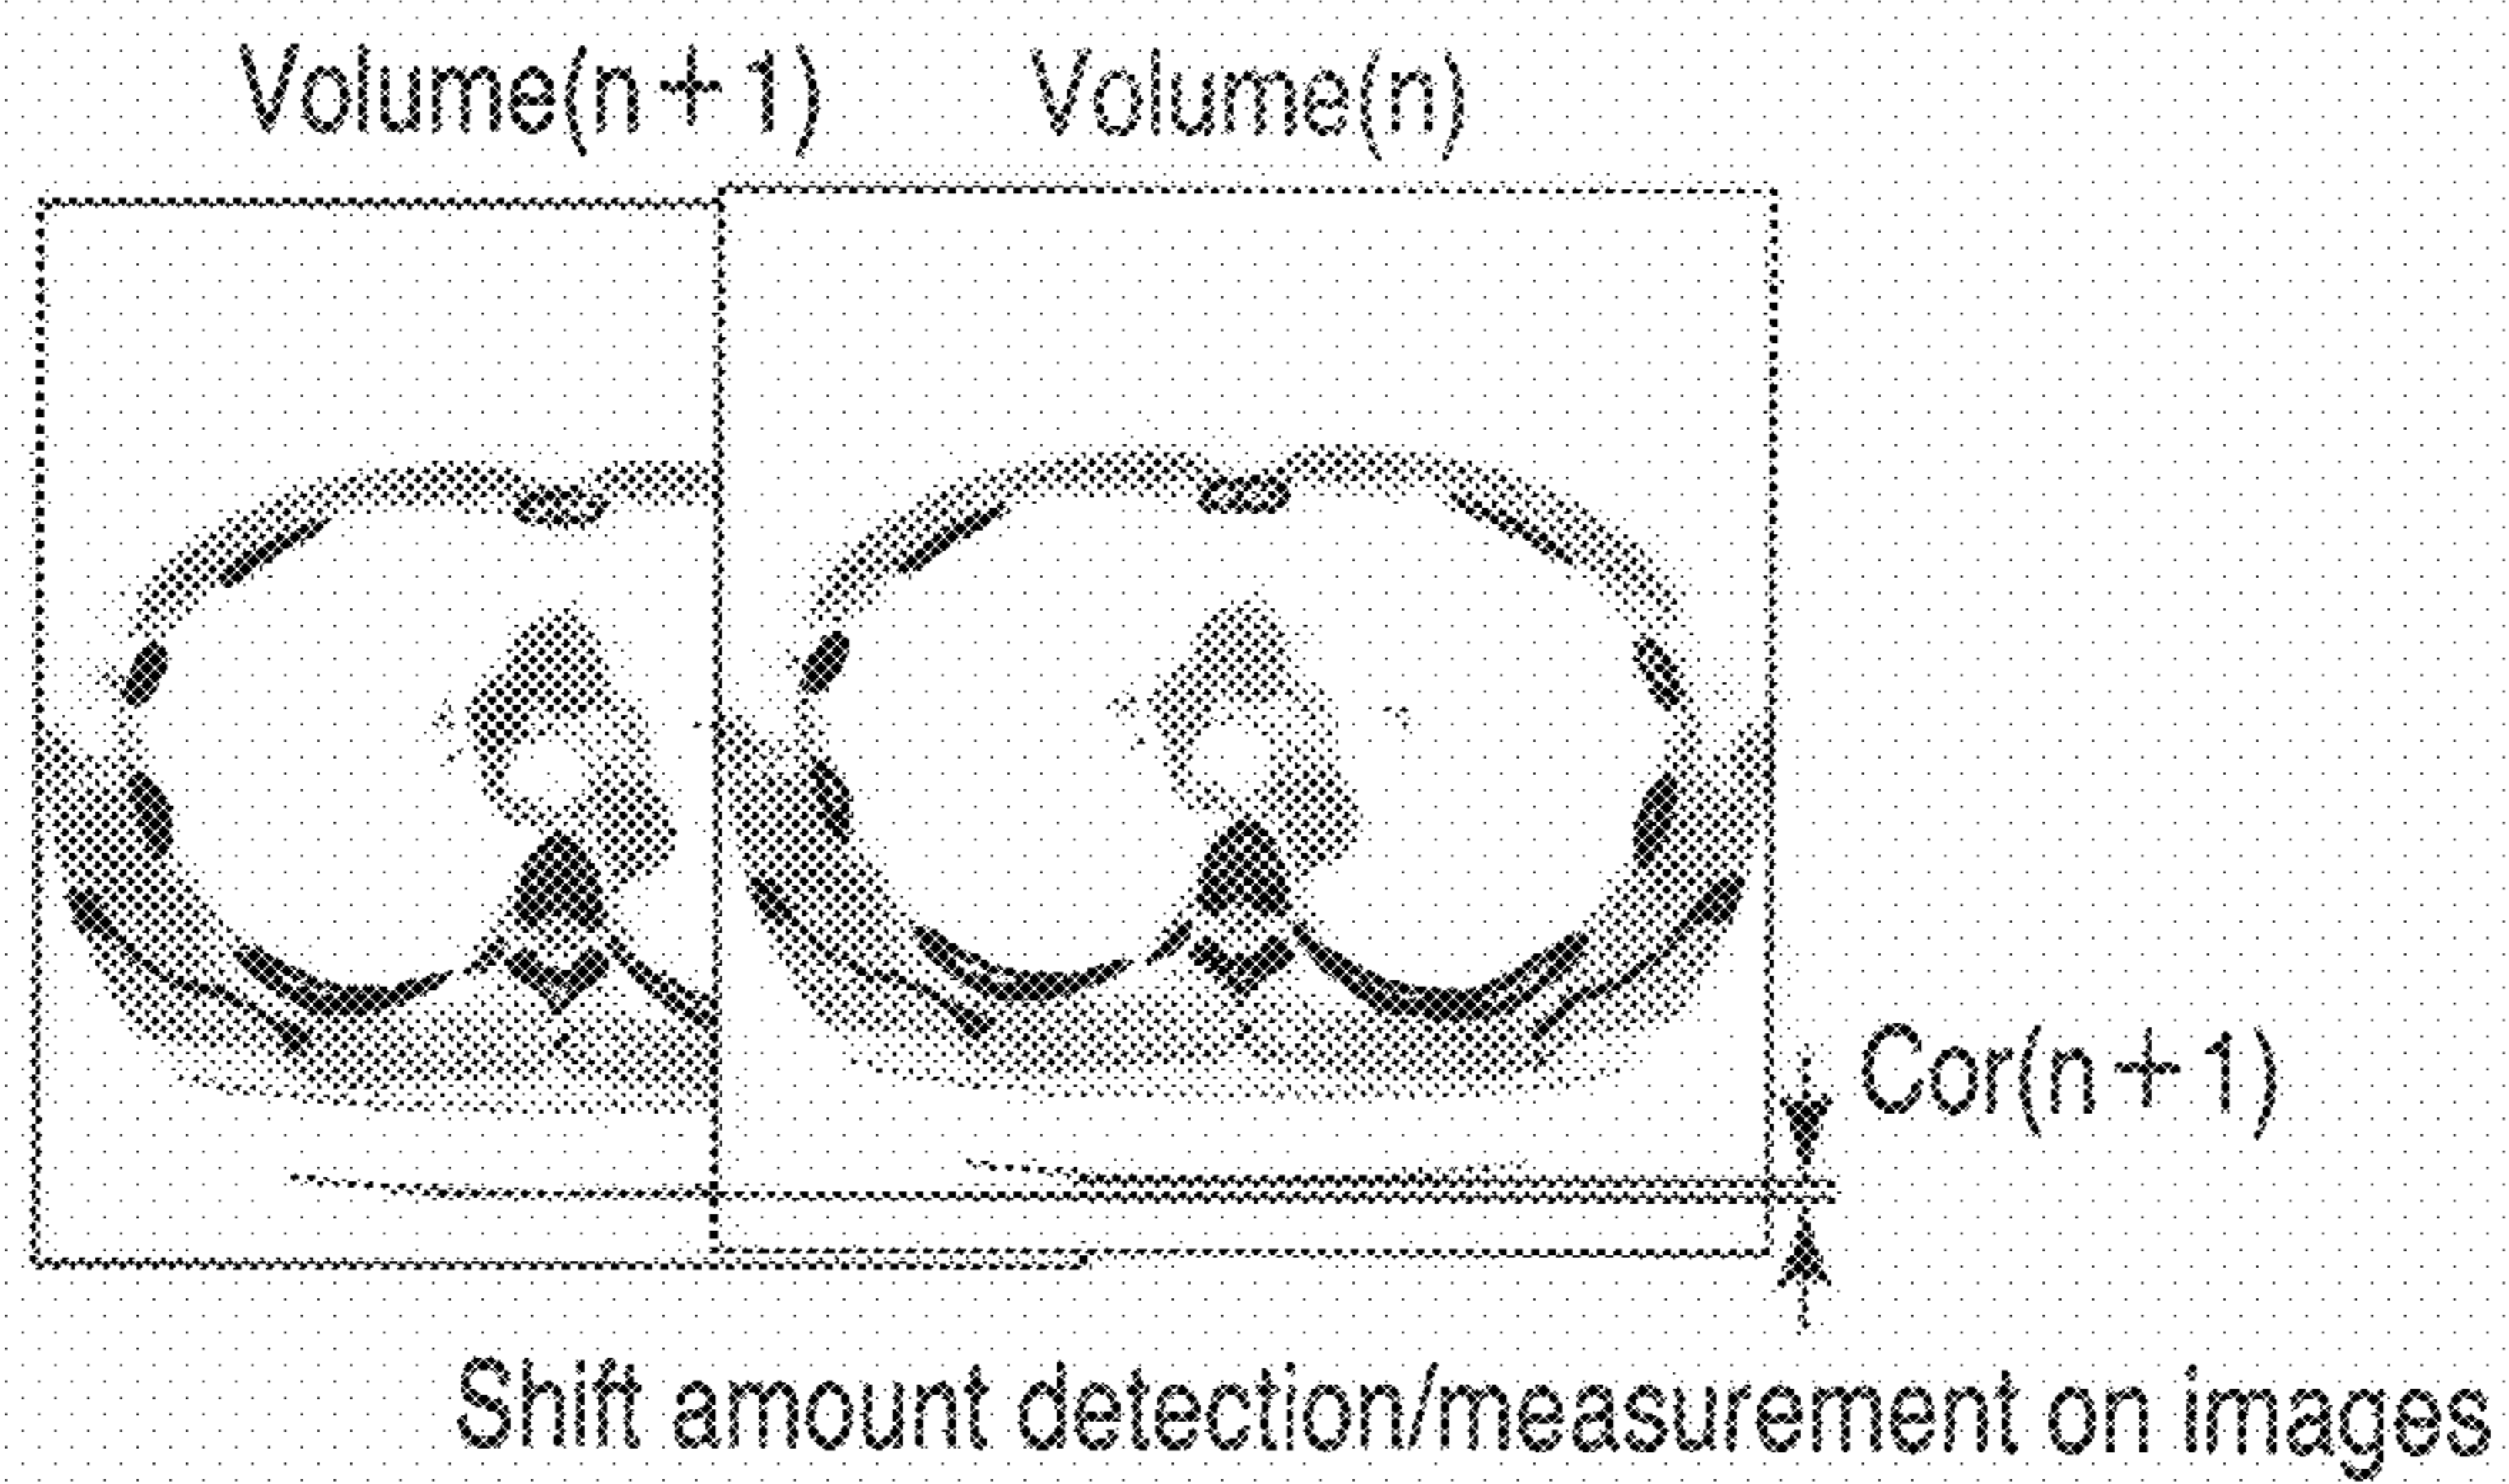 Volume(n+1) Volume(n)
Cor(n+1)
Shift amount detection/measurement on images